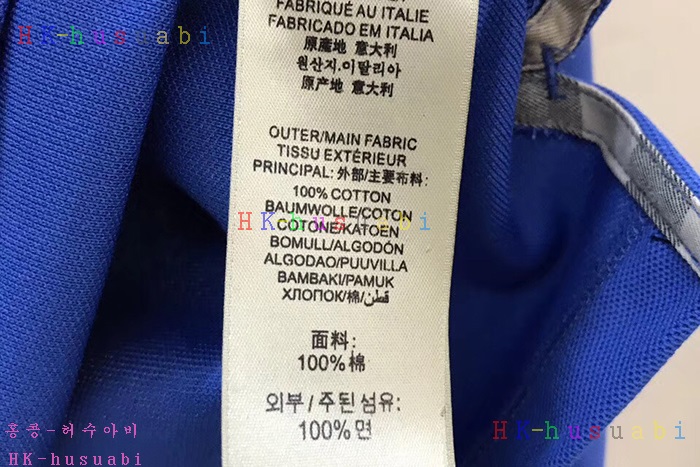 FABRIQUÉ AU ITALIE
FABRICADO EM ITALIA
原產地 意大利
원산지.이탈리아
原产地 意大利
OUTER/MAIN FABRIC
TISSU EXTÉRIEUR
PRINCIPAL: 外部/主要布料:
100% COTTON
BAUMWOLLE/COTON
COTONE/KATOEN
BOMULL/ALGODÓN
ALGODAO/PUUVILLA
BAMBAKI/PAMUK
ХЛОПОК/棉/قطن
面料:
100%棉
외부/주된 섬유:
100%면
HK-husuabi
HK-husuabi
HK-husuabi
홍콩-허수아비
HK-husuabi